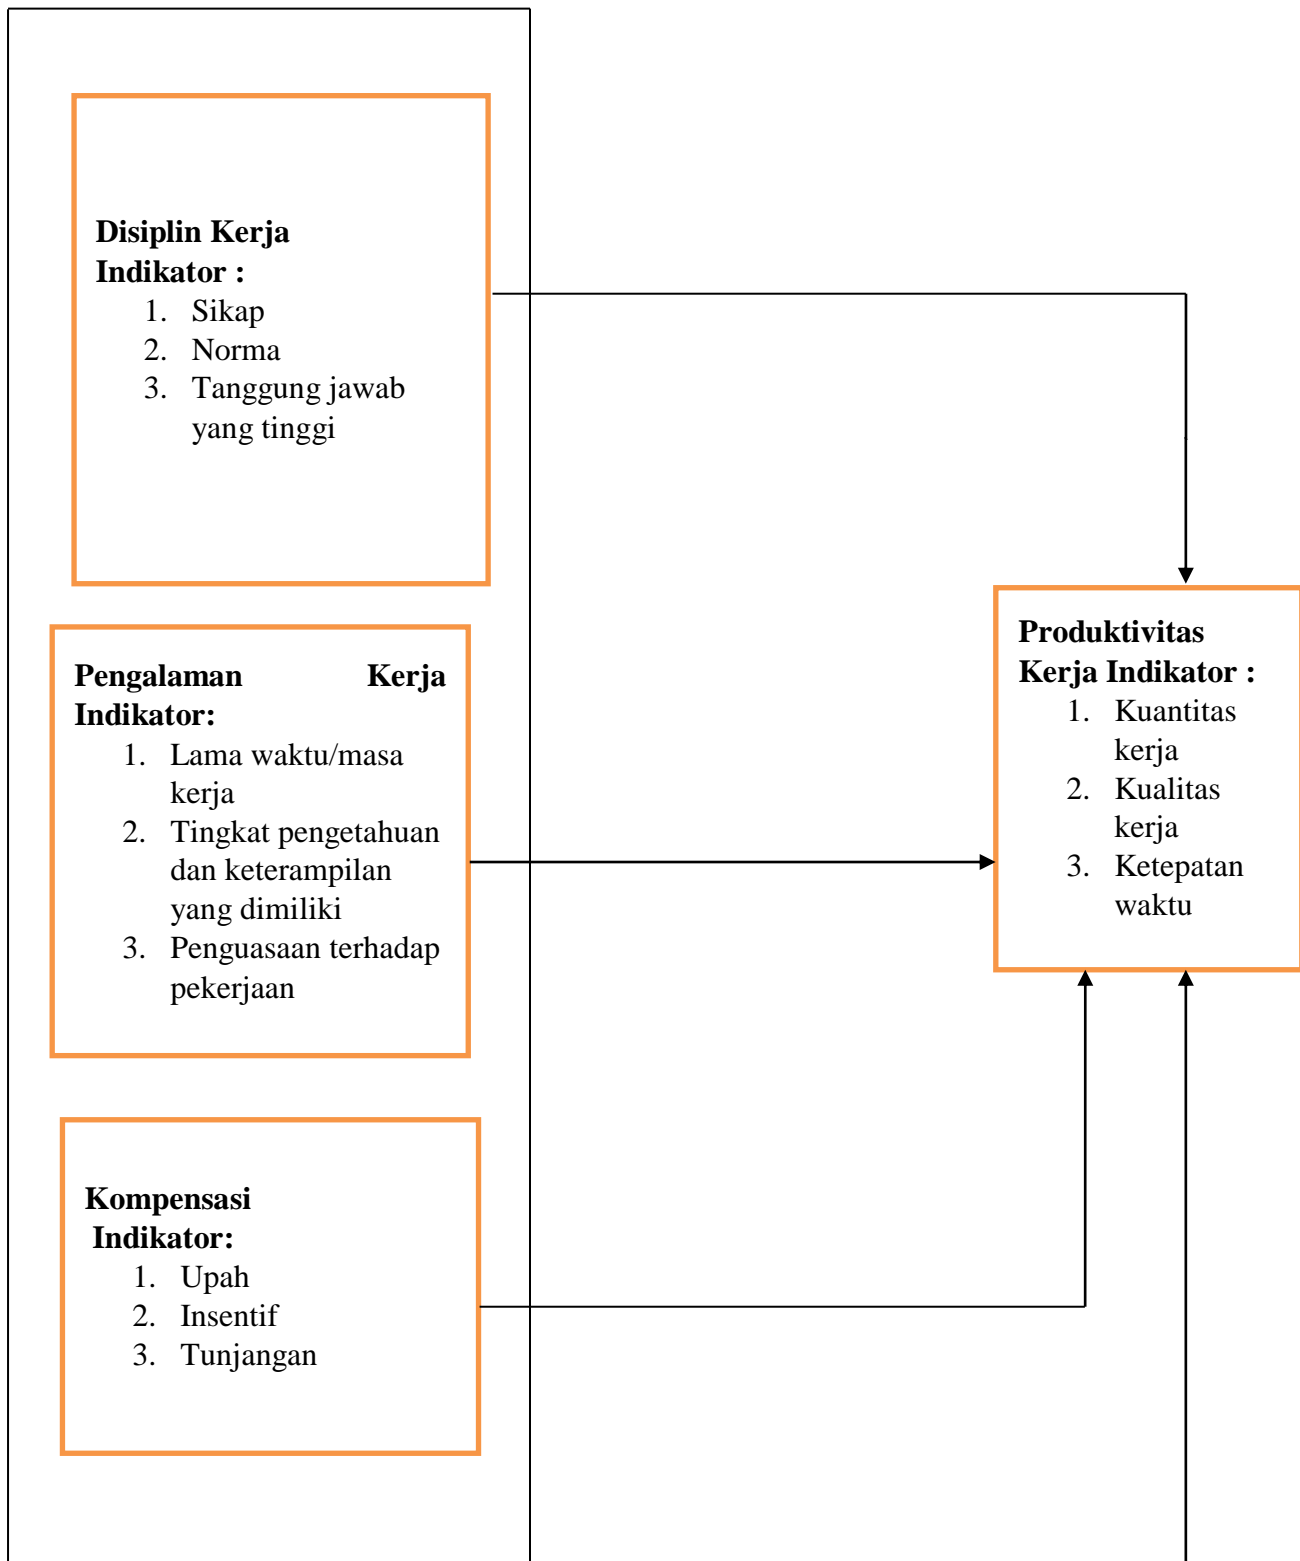 Disiplin Kerja
Indikator :
1. Sikap
2. Norma
3. Tanggung jawab
yang tinggi
Pengalaman Kerja
Indikator:
1. Lama waktu/masa
kerja
2. Tingkat pengetahuan
dan keterampilan
yang dimiliki
3. Penguasaan terhadap
pekerjaan
Kompensasi
Indikator:
1. Upah
2. Insentif
3. Tunjangan
Produktivitas
Kerja Indikator :
1. Kuantitas
kerja
2. Kualitas
kerja
3. Ketepatan
waktu